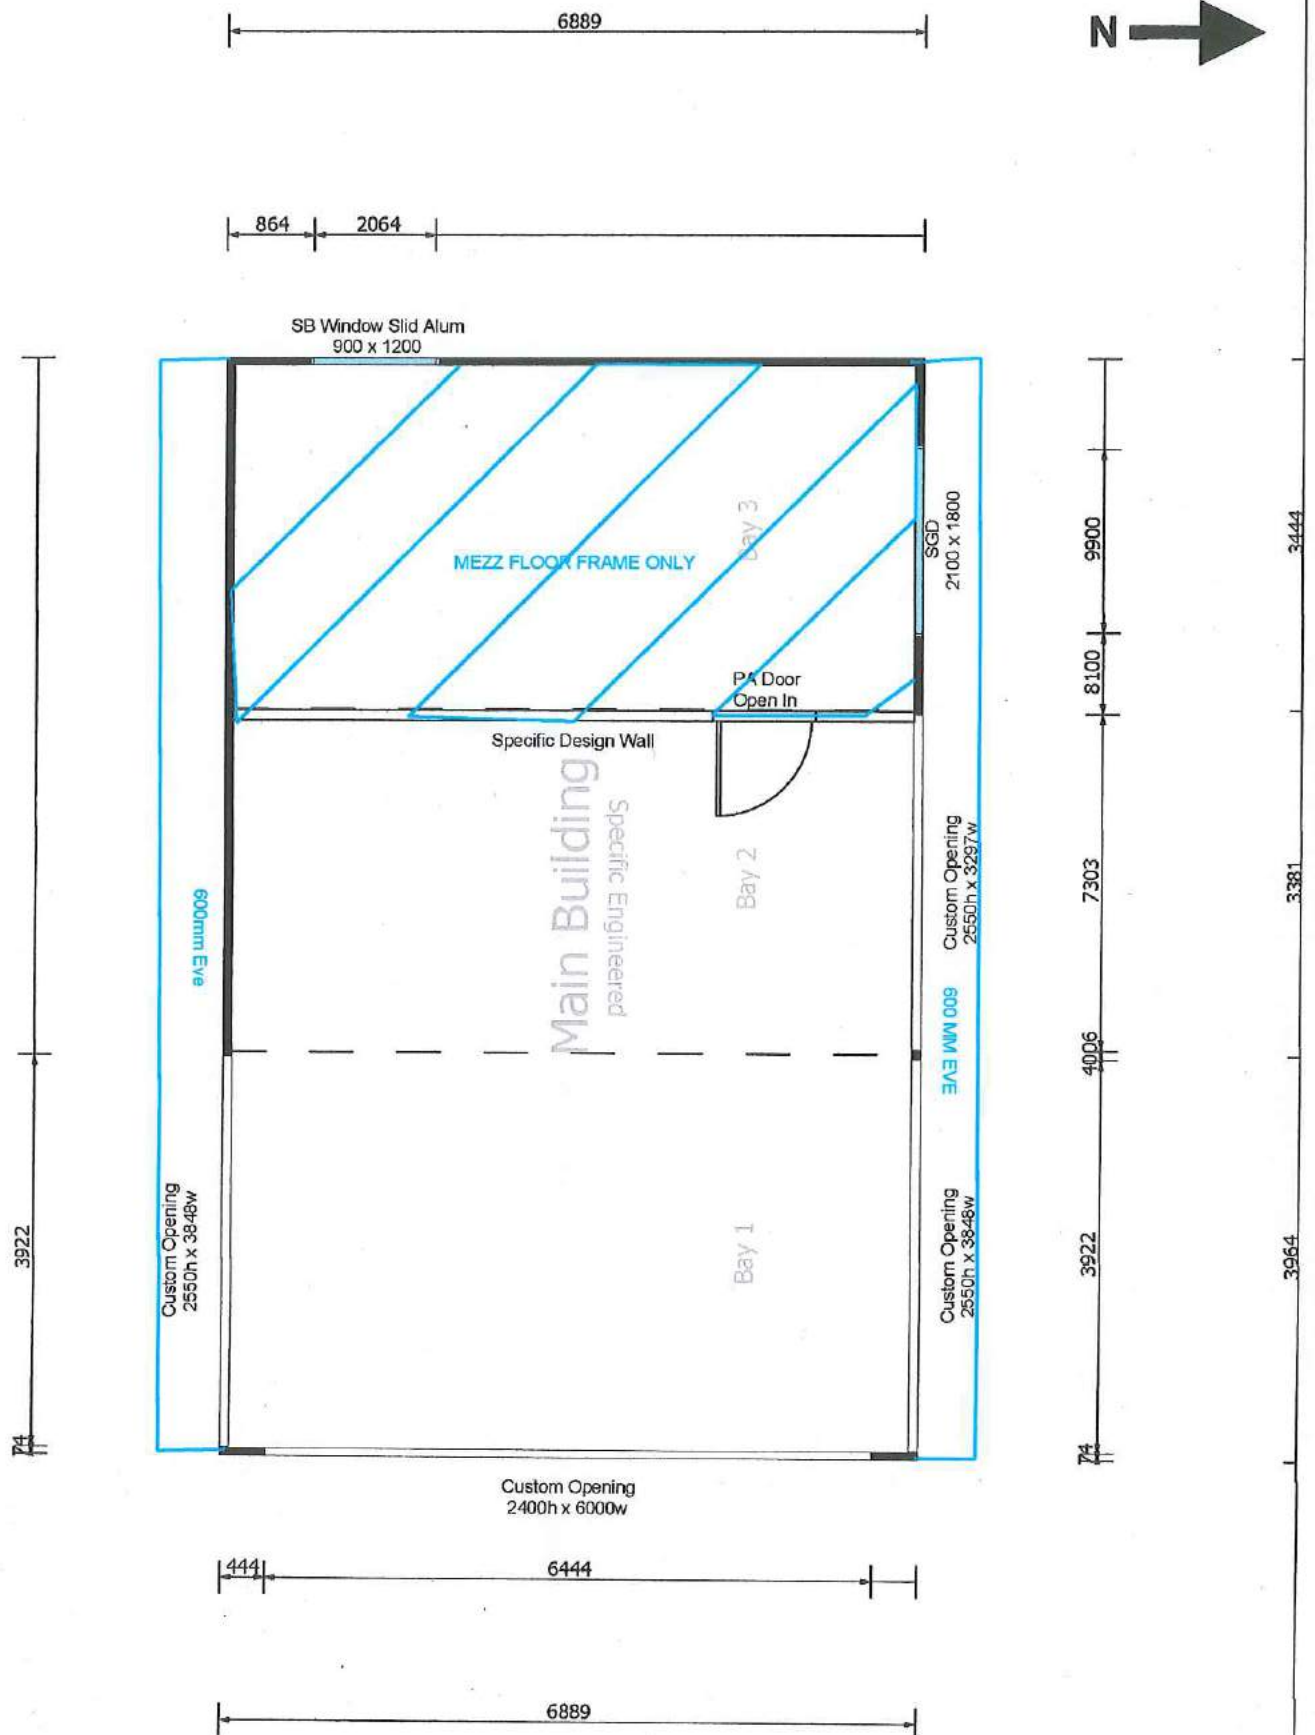 6889
N
864
2064
SB Window Slid Alum
900 x 1200
Bay 3
MEZZ FLOOR FRAME ONLY
SGD
2100 x 1800
9900
3444
8100
PA Door
Open In
Specific Design Wall
Main Building
Specific Engineered
Bay 2
Custom Opening
2550h x 3297w
7303
3381
600mm Eve
600 MM EVE
4006
Custom Opening
2550h x 3848w
3922
Bay 1
Custom Opening
2550h x 3848w
3922
3964
74
74
Custom Opening
2400h x 6000w
444
6444
6889